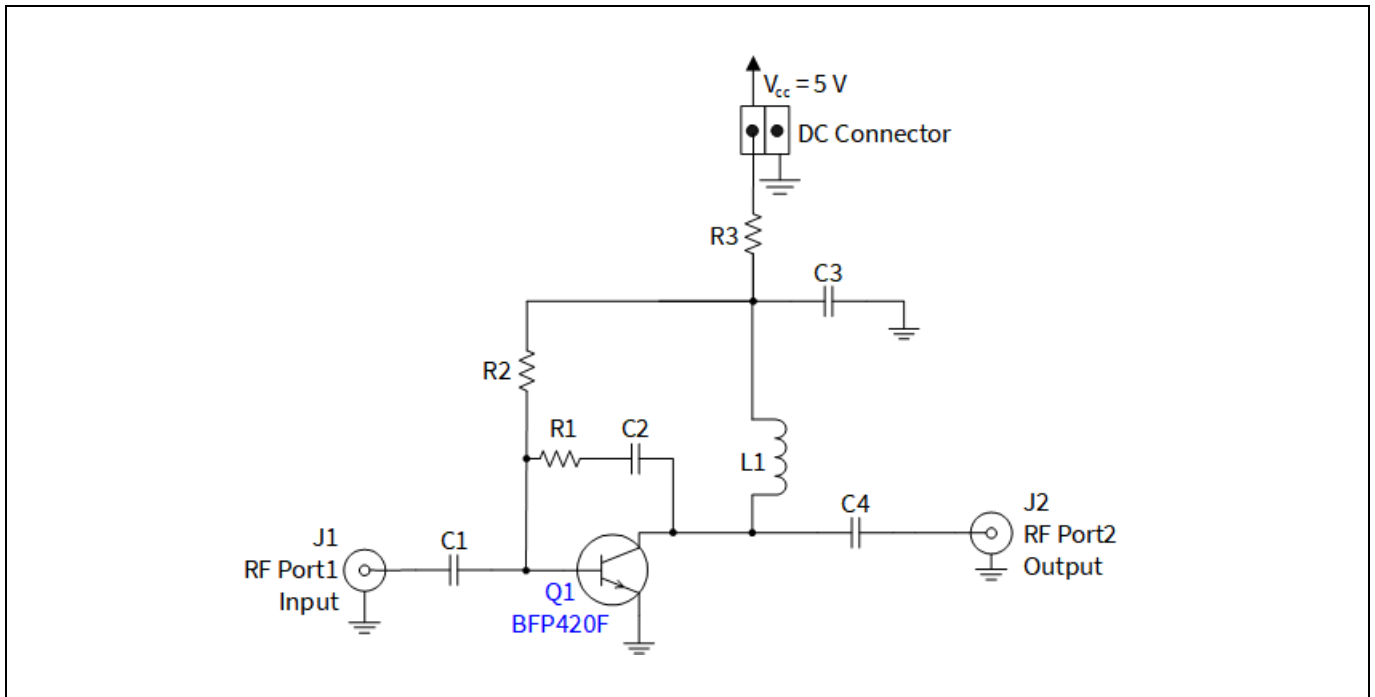 Vcc = 5 V
DC Connector
R3
C3
R2
R1
C2
L1
C4
J2
RF Port2
Output
J1
RF Port1
Input
C1
Q1
BFP420F